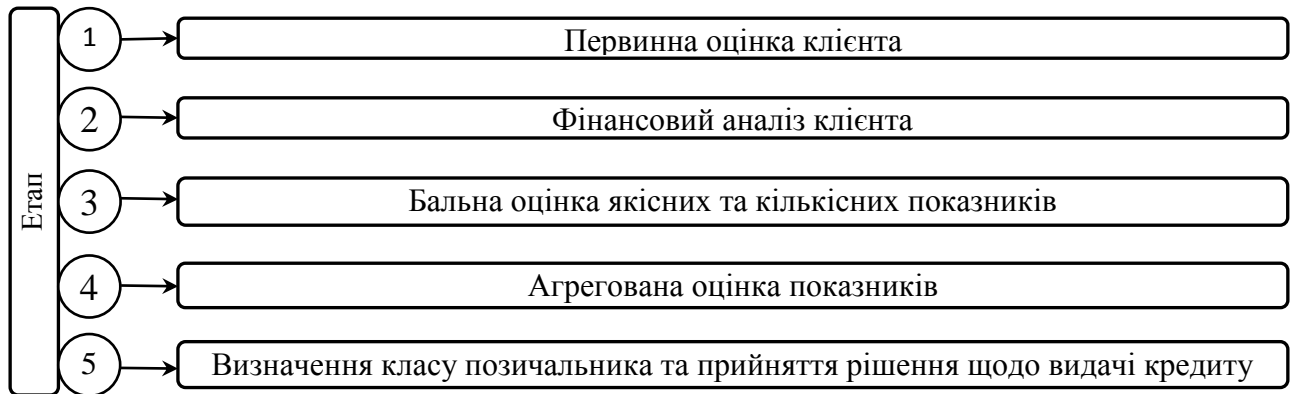 Етап
1
Первинна оцінка клієнта
2
Фінансовий аналіз клієнта
3
Бальна оцінка якісних та кількісних показників
4
Агрегована оцінка показників
5
Визначення класу позичальника та прийняття рішення щодо видачі кредиту